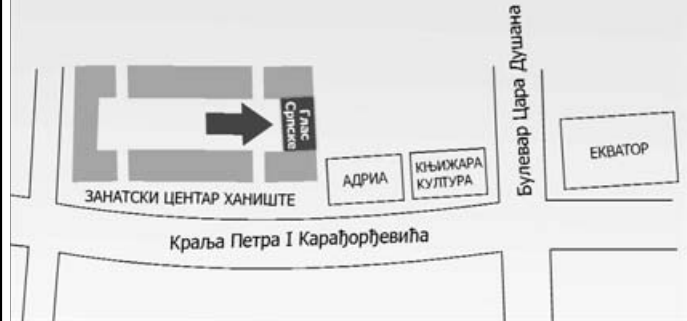 Глас
Српске
Булевар Цара Душана
ЕКВАТОР
АДРИА
КЊИЖАРА
КУЛТУРА
ЗАНАТСКИ ЦЕНТАР ХАНИШТЕ
Краља Петра I Карађорђевића